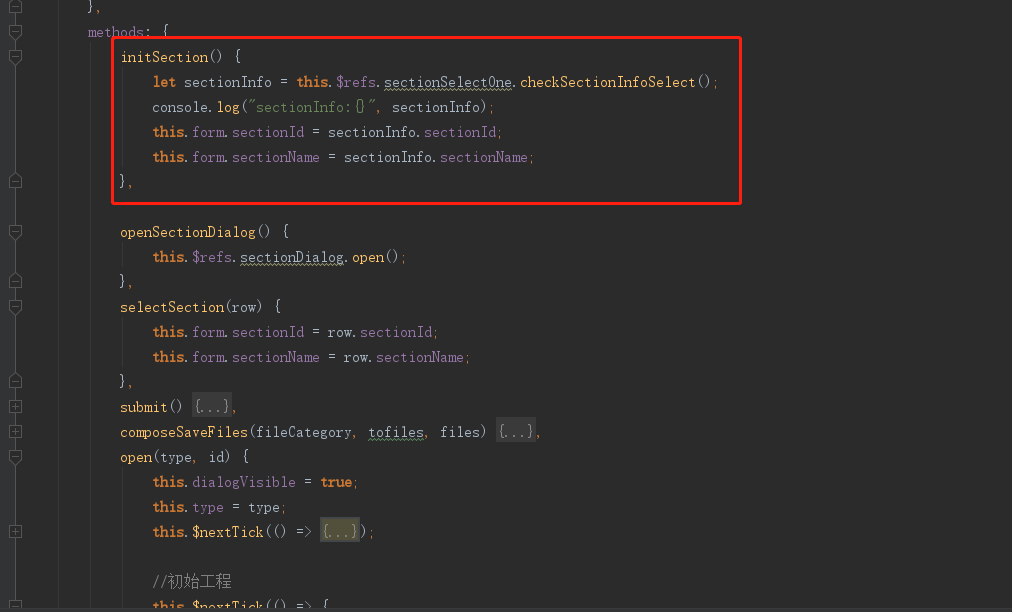 },
methods: {
initSection() {
let sectionInfo = this.$refs.sectionSelectOne.checkSectionInfoSelect();
console.log("sectionInfo:{}", sectionInfo);
this.form.sectionId = sectionInfo.sectionId;
this.form.sectionName = sectionInfo.sectionName;
},
openSectionDialog() {
this.$refs.sectionDialog.open();
},
selectSection(row) {
this.form.sectionId = row.sectionId;
this.form.sectionName = row.sectionName;
},
submit() {...},
composeSaveFiles(fileCategory, tofiles, files) {...},
open(type, id) {
this.dialogVisible = true;
this.type = type;
this.$nextTick(() => {...});
//初始工程
this.$nextTick(() => {